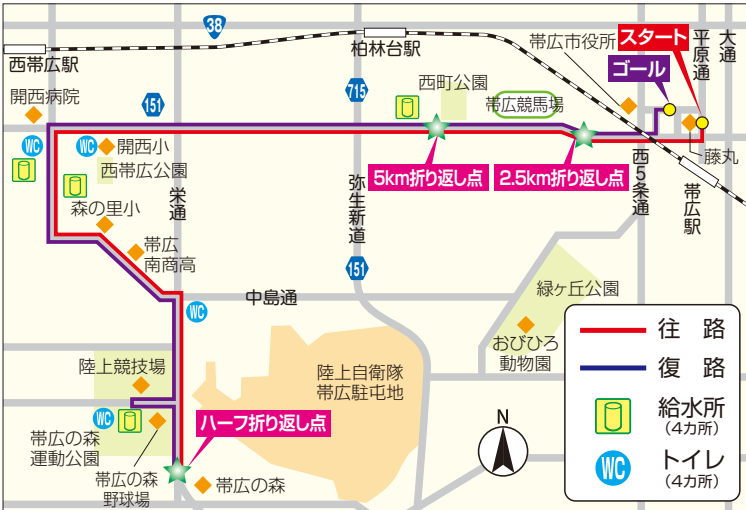 38
柏林台駅
帯広市役所
スタート
平原通
大通
西帯広駅
ゴール
開西病院
151
715
西町公園
帯広競馬場
WC
WC
開西小
西帯広公園
5km折り返し点
2.5km折り返し点
藤丸
西5条通
帯広駅
栄通
弥生新道
森の里小
帯広
南商高
151
中島通
WC
緑ヶ丘公園
おびひろ
動物園
陸上競技場
陸上自衛隊
帯広駐屯地
WC
ハーフ折り返し点
帯広の森
運動公園
帯広の森
野球場
帯広の森
N
往路
復路
給水所
(4カ所)
WC
トイレ
(4カ所)